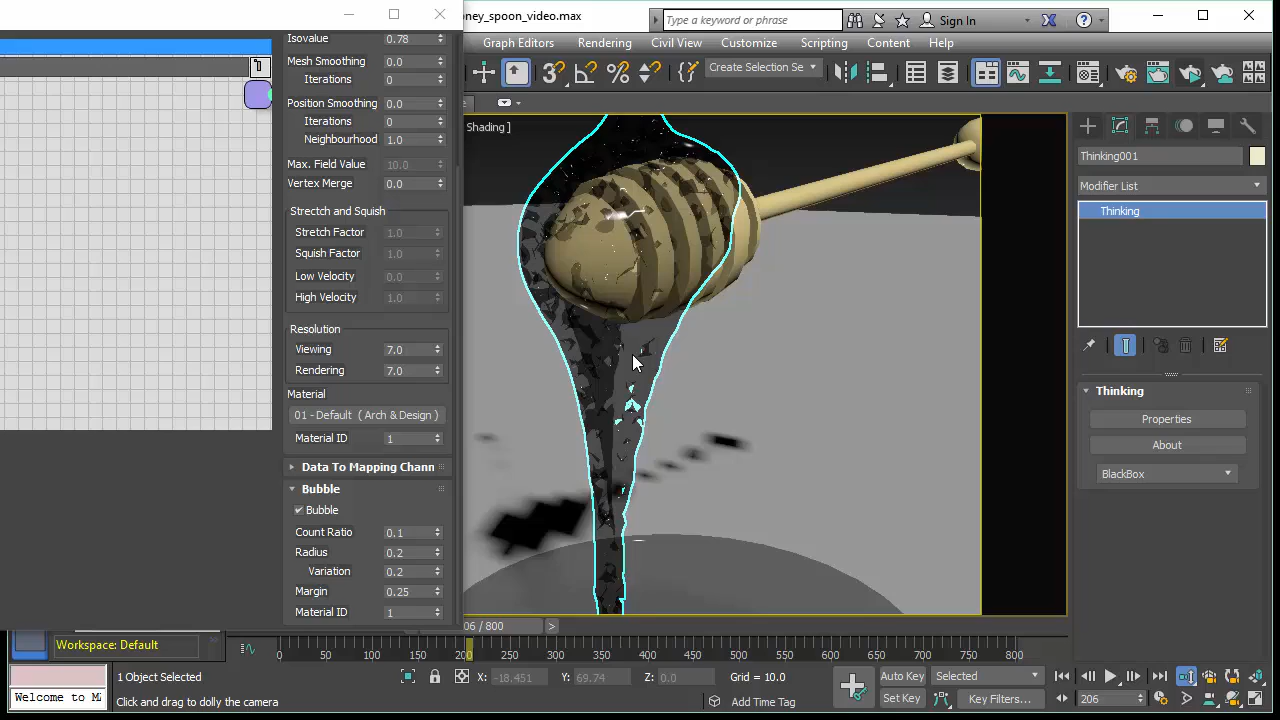 oney_spoon_video.max
Type a keyword or phrase
Sign In
Graph Editors
Rendering
Civil View
Customize
Scripting
Content
Help
Create Selection Se
Shading ]
Isovalue 0.78
Mesh Smoothing 0.0
Iterations 0
Position Smoothing 0.0
Iterations 0
Neighbourhood 1.0
Max. Field Value 10.0
Vertex Merge 0.0
Stretch and Squish
Stretch Factor 1.0
Squish Factor 1.0
Low Velocity 0.0
High Velocity 1.0
Resolution
Viewing 7.0
Rendering 7.0
Material
01 - Default ( Arch & Design )
Material ID 1
Data To Mapping Chann
Bubble
Bubble
Count Ratio 0.1
Radius 0.2
Variation 0.2
Margin 0.25
Material ID 1
Thinking001
Modifier List
Thinking
Thinking
Properties
About
BlackBox
06 / 800
>
Workspace: Default
0 50 100 150 200 250 300 350 400 450 500 550 600 650 700 750 800
1 Object Selected
X: -18.451
Y: 69.74
Z: 0.0
Grid = 10.0
Auto Key
Selected
Welcome to M
Click and drag to dolly the camera
Add Time Tag
Set Key
Key Filters...
206